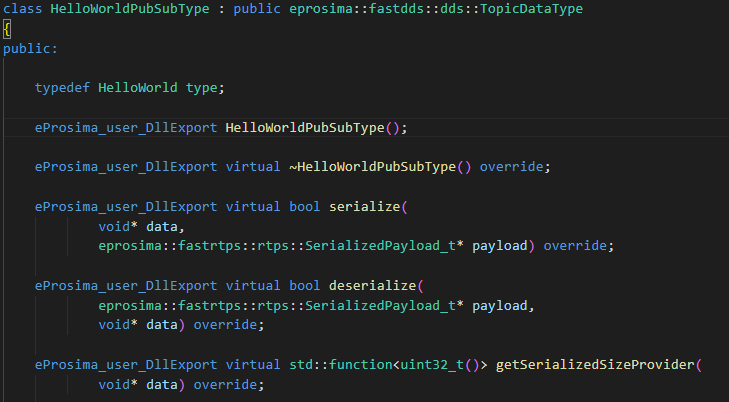 class HelloWorldPubSubType : public eprosima::fastdds::dds::TopicDataType
{
public:
typedef HelloWorld type;
eProsima_user_DllExport HelloWorldPubSubType();
eProsima_user_DllExport virtual ~HelloWorldPubSubType() override;
eProsima_user_DllExport virtual bool serialize(
void* data,
eprosima::fastrtps::rtps::SerializedPayload_t* payload) override;
eProsima_user_DllExport virtual bool deserialize(
eprosima::fastrtps::rtps::SerializedPayload_t* payload,
void* data) override;
eProsima_user_DllExport virtual std::function<uint32_t()> getSerializedSizeProvider(
void* data) override;